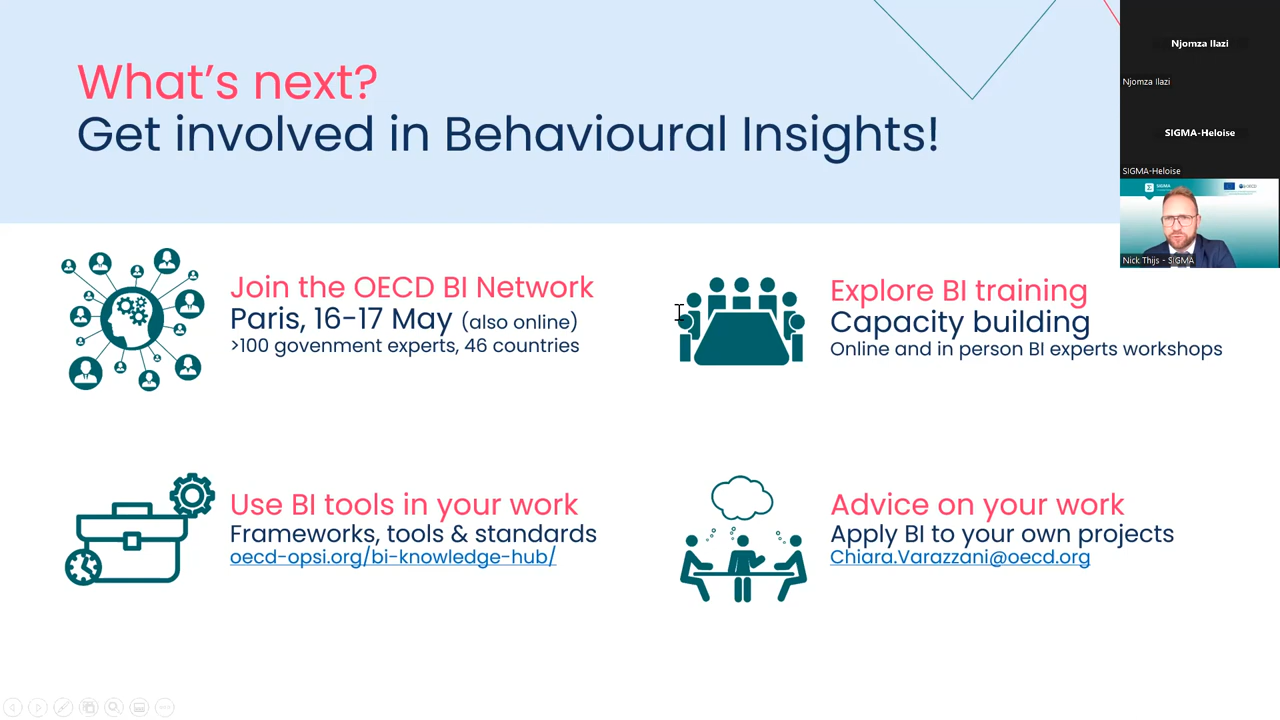 What's next?
Get involved in Behavioural Insights!
Njomza Ilazi
Njomza Ilazi
SIGMA-Heloise
SIGMA-Heloise
SIGMA
OECD
Nick Thijs - SIGMA
Join the OECD BI Network
Paris, 16-17 May (also online)
>100 govenment experts, 46 countries
Explore BI training
Capacity building
Online and in person BI experts workshops
Use BI tools in your work
Frameworks, tools & standards
oecd-opsi.org/bi-knowledge-hub/
Advice on your work
Apply BI to your own projects
Chiara.Varazzani@oecd.org